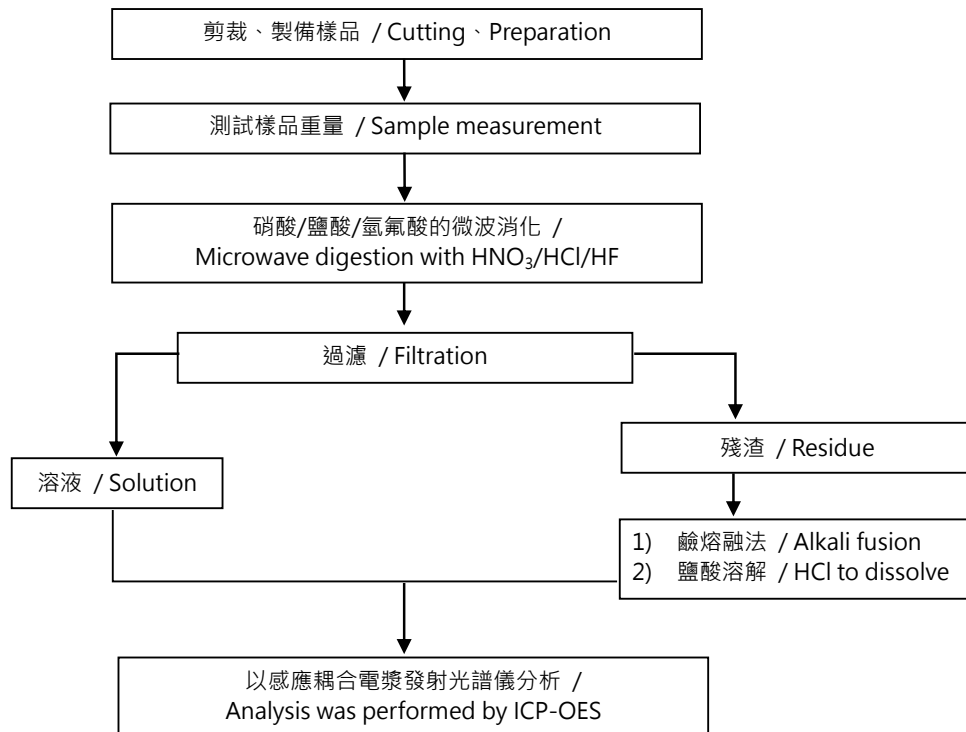 剪裁、製備樣品 / Cutting、Preparation
測試樣品重量 / Sample measurement
硝酸/鹽酸/氫氟酸的微波消化 /
Microwave digestion with HNO₃/HCl/HF
過濾 / Filtration
溶液 / Solution
殘渣 / Residue
1) 鹼熔融法 / Alkali fusion
2) 鹽酸溶解 / HCl to dissolve
以感應耦合電漿發射光譜儀分析 /
Analysis was performed by ICP-OES